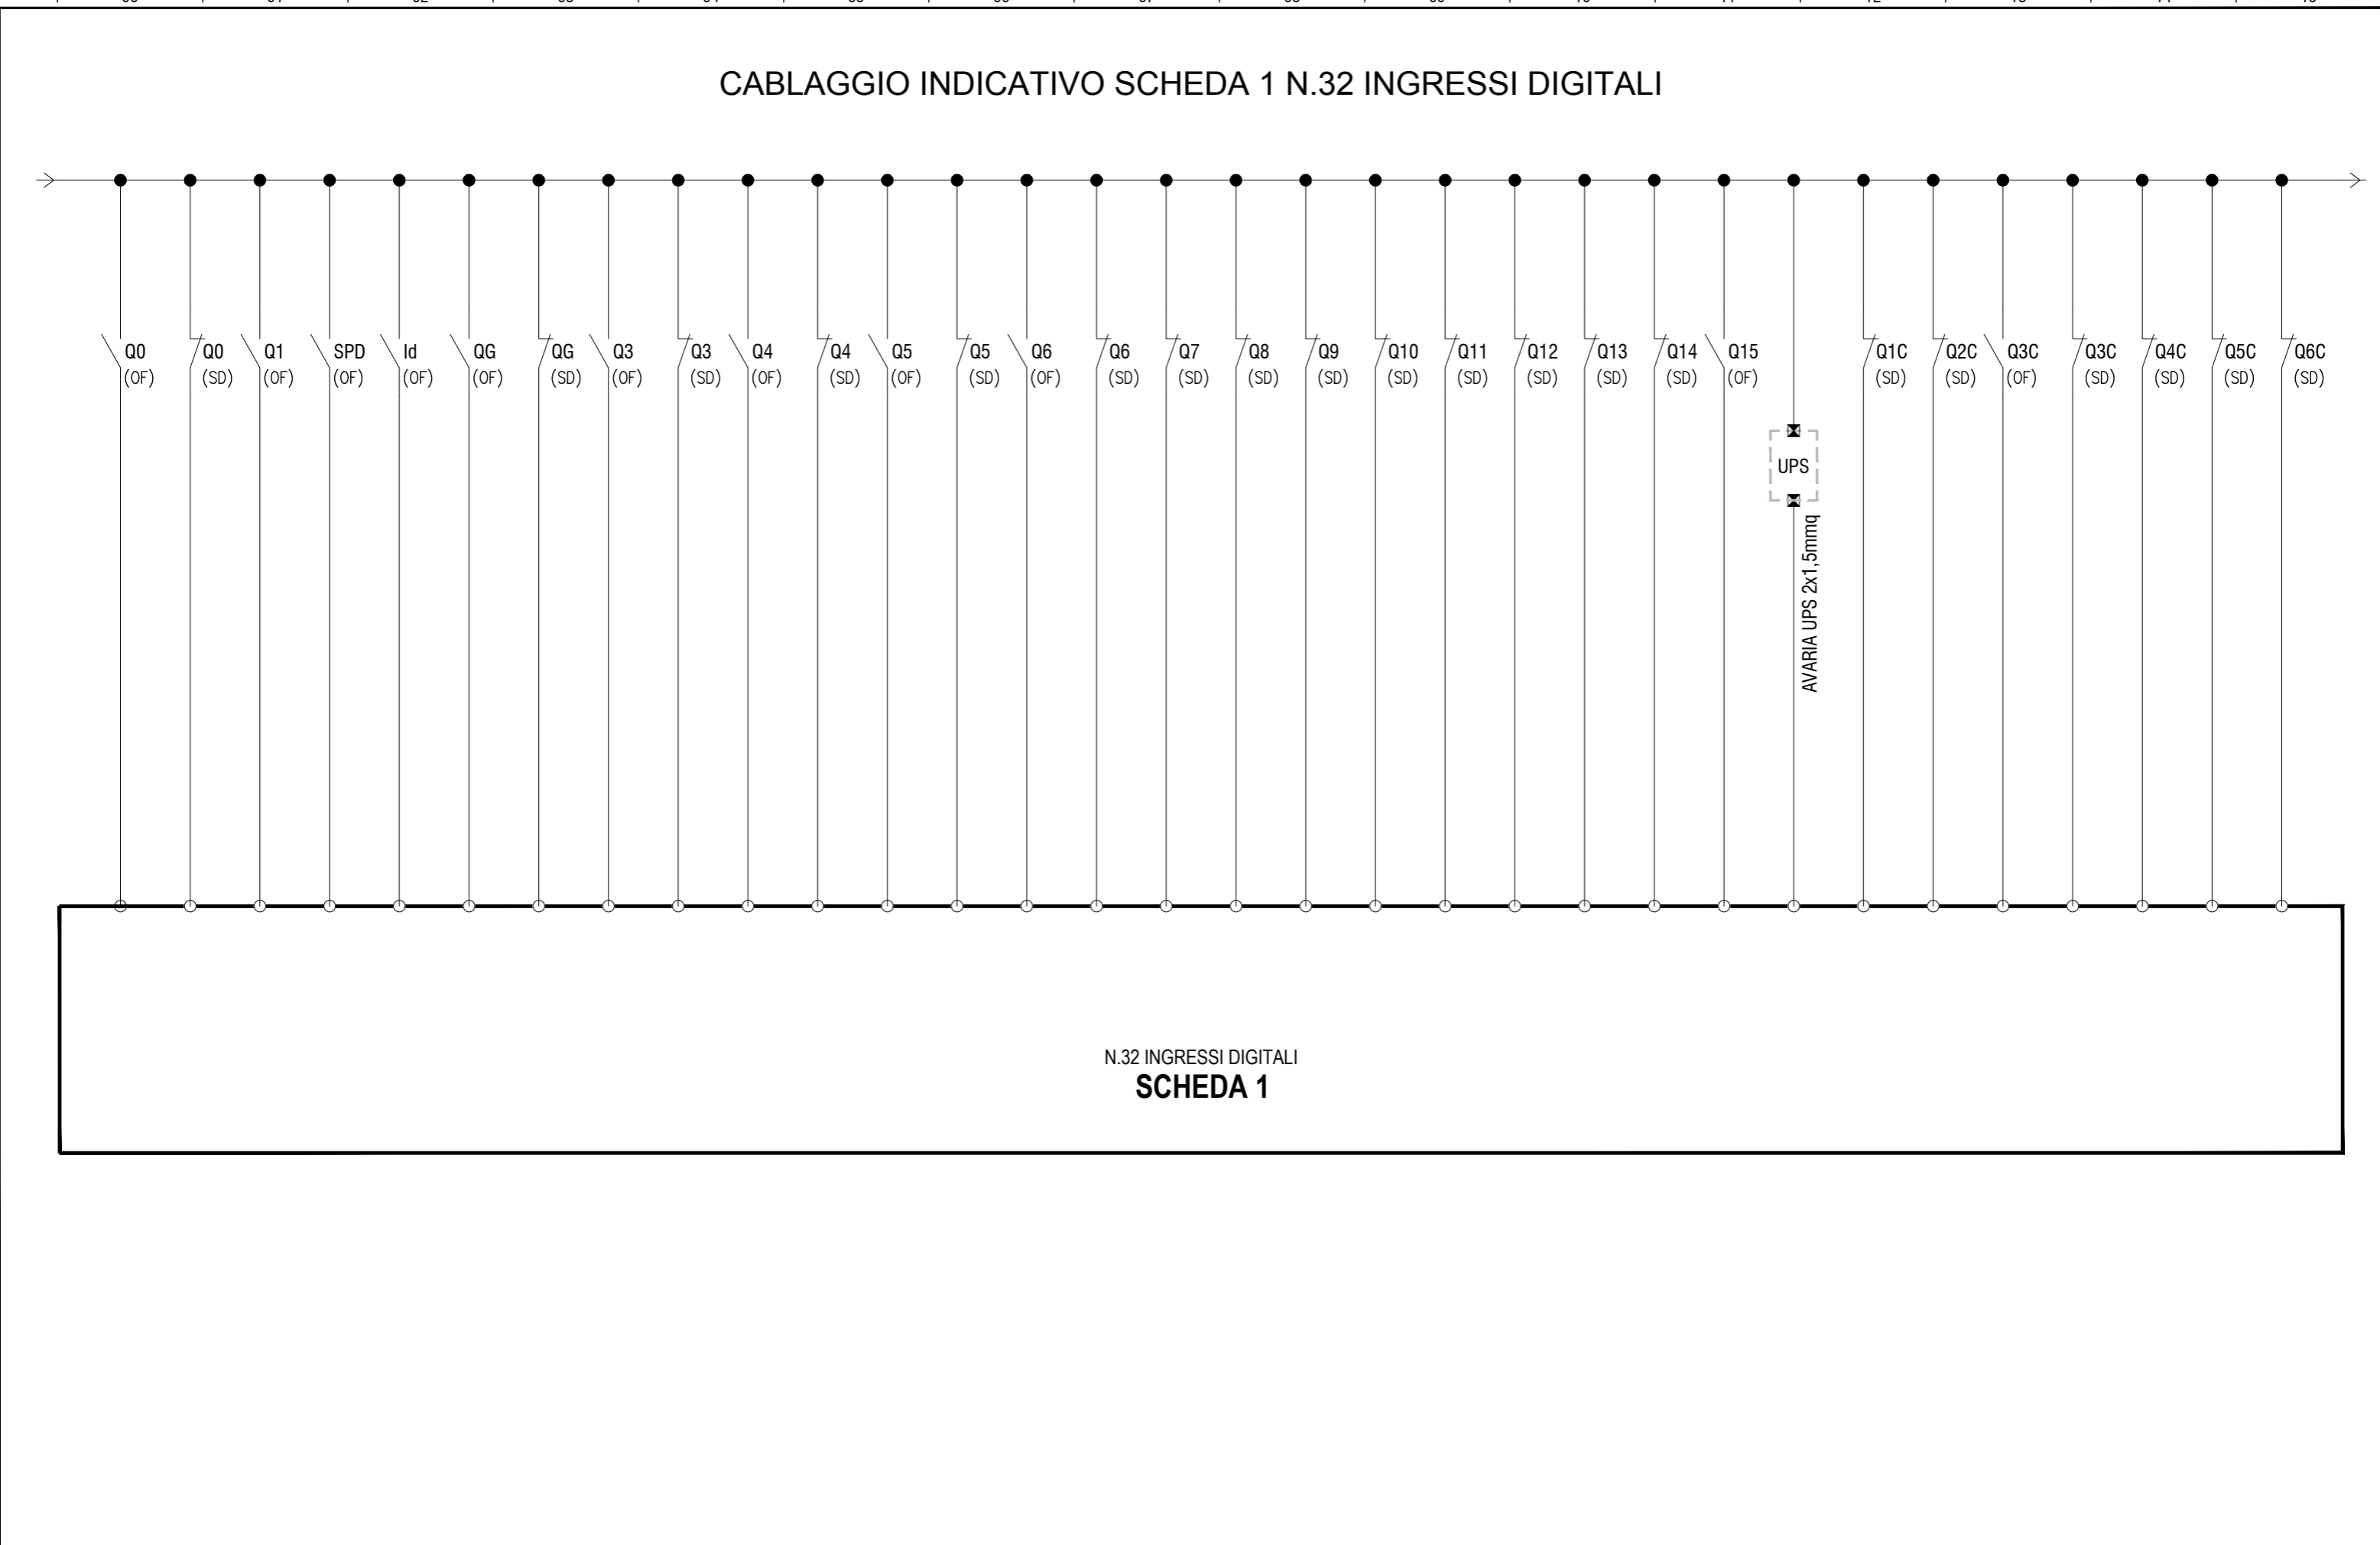 CABLAGGIO INDICATIVO SCHEDA 1 N.32 INGRESSI DIGITALI
Q0 Q0 Q1 SPD Id QG QG Q3 Q3 Q4 Q4 Q5 Q5 Q6 Q6 Q7 Q8 Q9 Q10 Q11 Q12 Q13 Q14 Q15 Q1C Q2C Q3C Q3C Q4C Q5C Q6C
(OF) (SD) (OF) (OF) (OF) (OF) (SD) (OF) (SD) (OF) (SD) (OF) (SD) (OF) (SD) (SD) (SD) (SD) (SD) (SD) (SD) (SD) (SD) (OF) (SD) (SD) (OF) (SD) (SD) (SD) (SD)
UPS
AVARIA UPS 2x1,5mmq
N.32 INGRESSI DIGITALI
SCHEDA 1